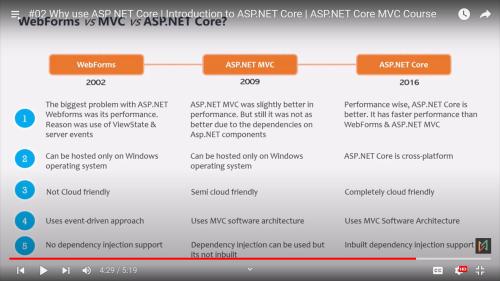 #02 Why use ASP.NET Core | Introduction to ASP.NET Core | ASP.NET Core MVC Course
WebForms vs MVC vs ASP.NET Core?
WebForms ASP.NET MVC ASP.NET Core
2002 2009 2016
1
The biggest problem with ASP.NET
Webforms was its performance.
Reason was use of ViewState &
server events
ASP.NET MVC was slightly better in
performance. But still it was not as
better due to the dependencies on
Asp.NET components
Performance wise, ASP.NET Core is
better. It has faster performance than
WebForms & ASP.NET MVC
2
Can be hosted only on Windows
operating system
Can be hosted only on Windows
operating system
ASP.NET Core is cross-platform
3
Not Cloud friendly
Semi cloud friendly
Completely cloud friendly
4
Uses event-driven approach
Uses MVC software architecture
Uses MVC Software Architecture
5
No dependency injection support
Dependency injection can be used but
its not inbuilt
Inbuilt dependency injection support
4:29 / 5:19
CC
HD